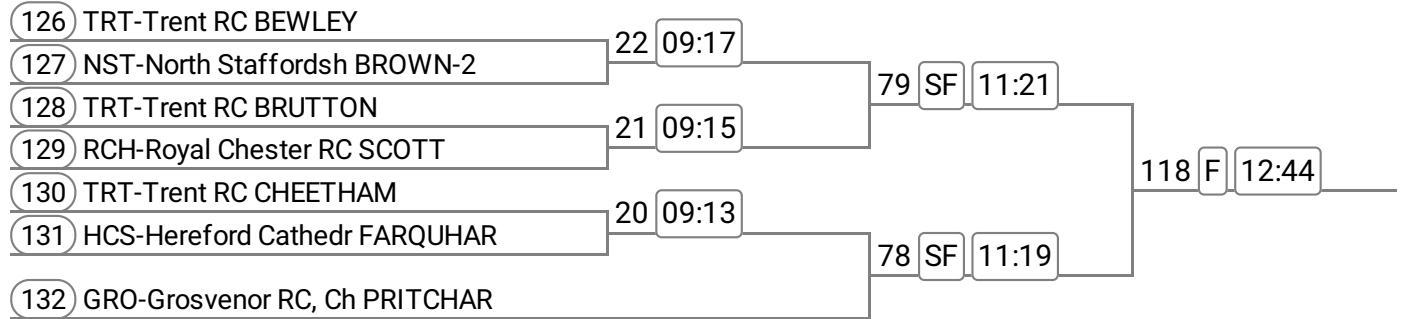 126 TRT-Trent RC BEWLEY
22 09:17
127 NST-North Staffordsh BROWN-2
79 SF 11:21
128 TRT-Trent RC BRUTTON
21 09:15
129 RCH-Royal Chester RC SCOTT
118 F 12:44
130 TRT-Trent RC CHEETHAM
20 09:13
131 HCS-Hereford Cathedr FARQUHAR
78 SF 11:19
132 GRO-Grosvenor RC, Ch PRITCHAR